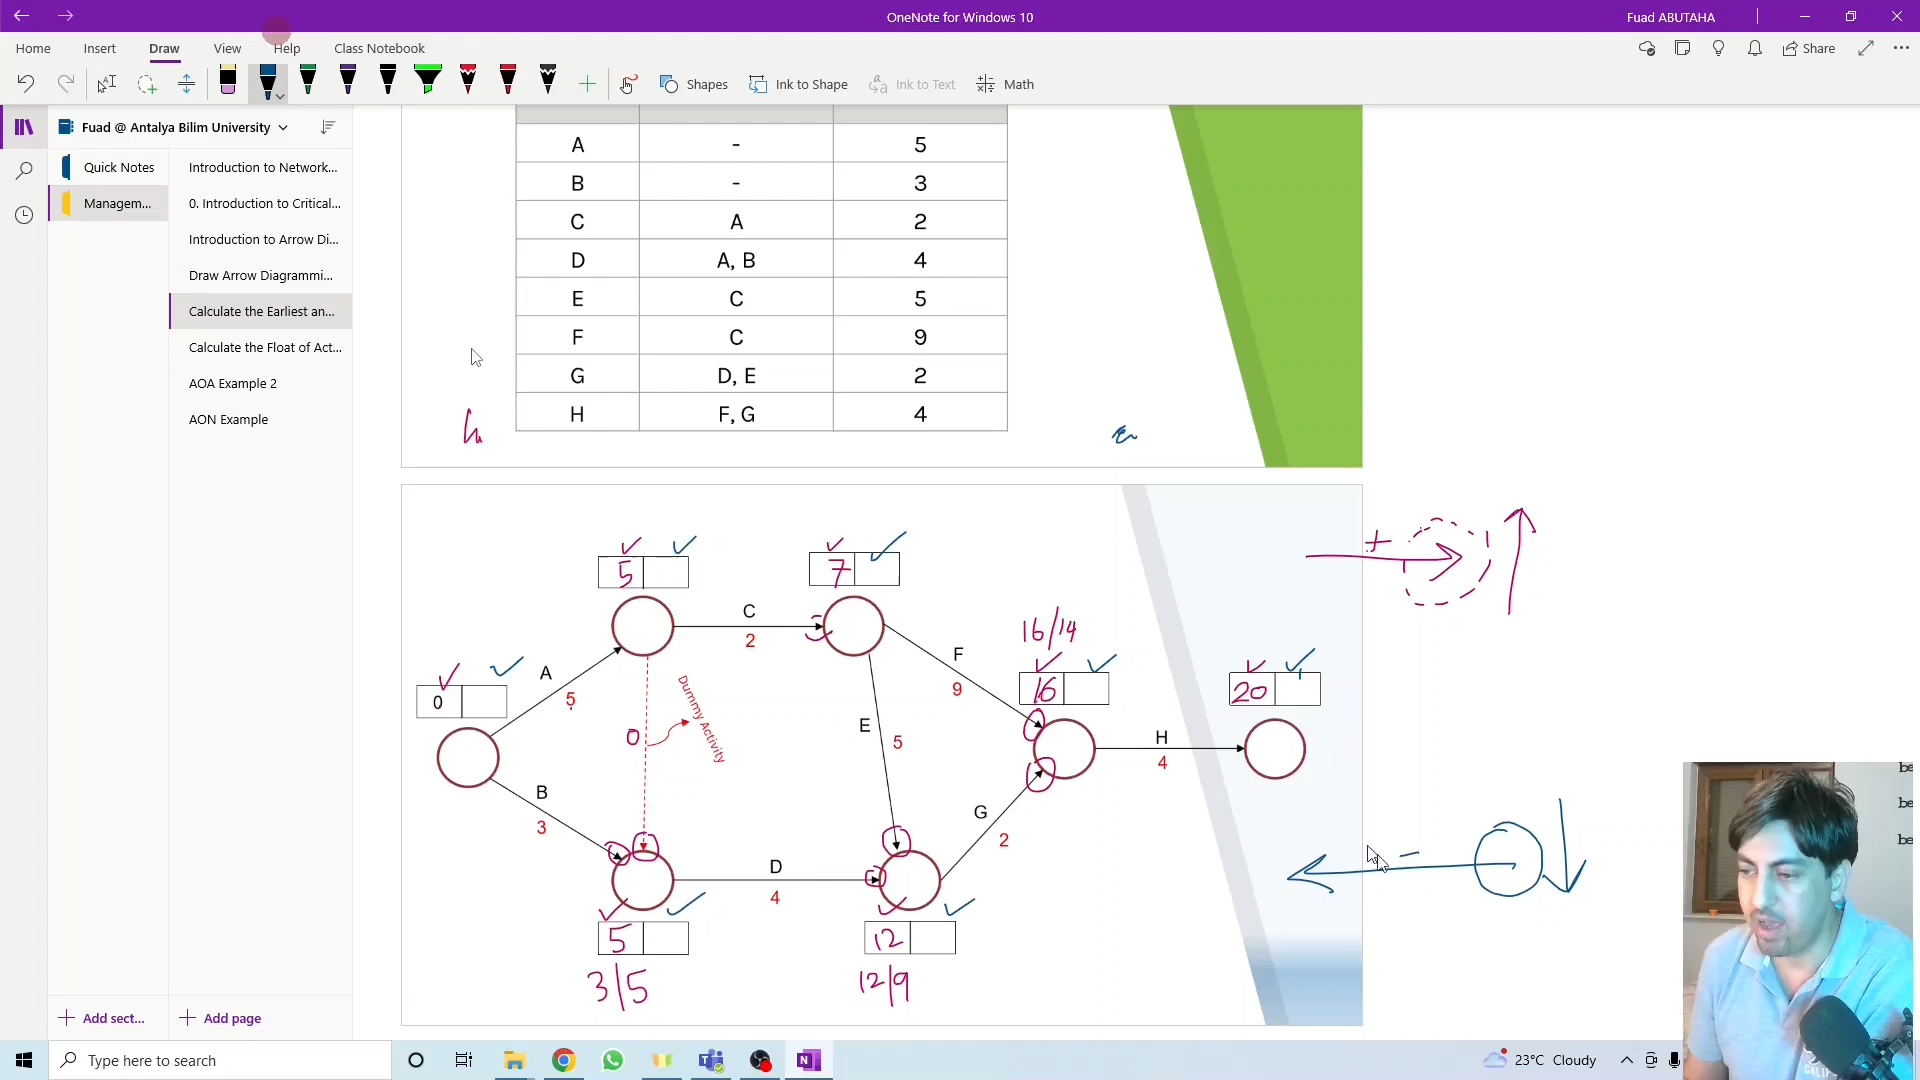 OneNote for Windows 10
Fuad ABUTAHA
Home Insert Draw View Help Class Notebook
Share
Shapes Ink to Shape Ink to Text Math
Fuad @ Antalya Bilim University
Quick Notes
Managem...
Introduction to Network...
0. Introduction to Critical...
Introduction to Arrow Di...
Draw Arrow Diagrammi...
Calculate the Earliest an...
Calculate the Float of Act...
AOA Example 2
AON Example
A - 5
B - 3
C A 2
D A, B 4
E C 5
F C 9
G D, E 2
H F, G 4
5
7
C
2
16/14
F
9
A
5
0
16
20
Dummy Activity
0
E
5
H
4
B
3
G
2
D
4
5
12
3/5
12/9
+
-
be
be
be
Add sect...
Add page
Type here to search
23°C Cloudy